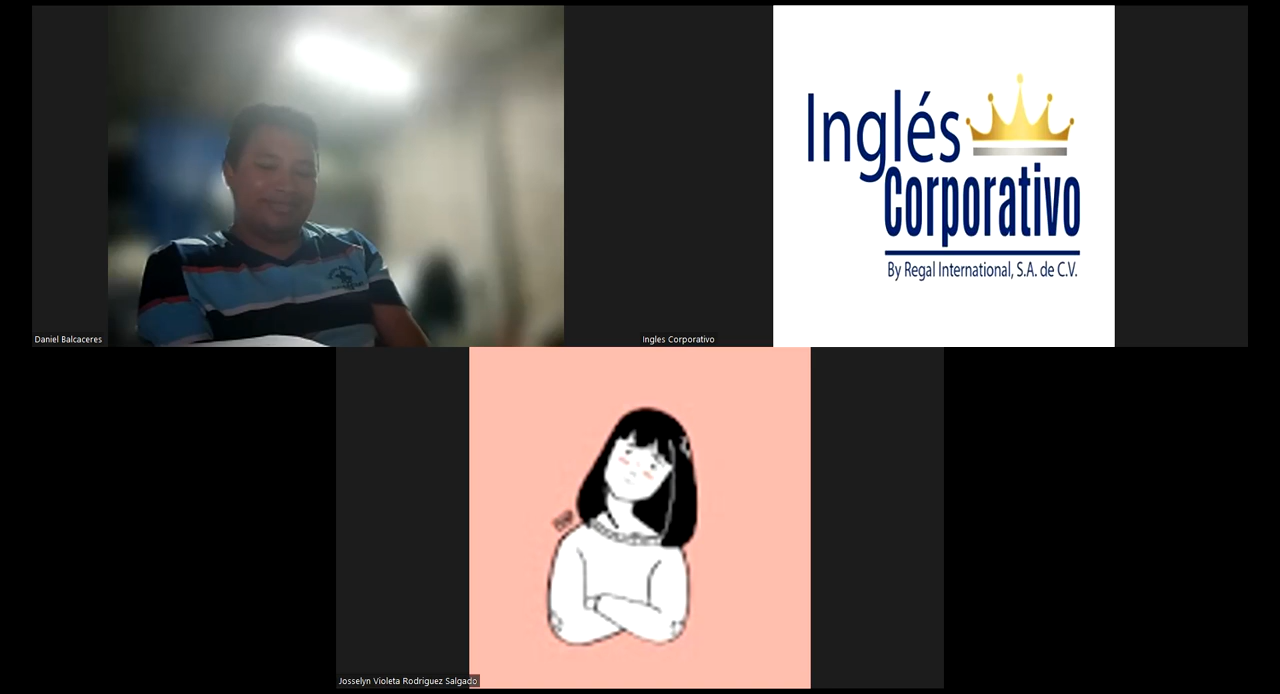 Inglés
Corporativo
By Regal International, S.A. de C.V.
Daniel Balcaceres
Ingles Corporativo
Josselyn Violeta Rodriguez Salgado